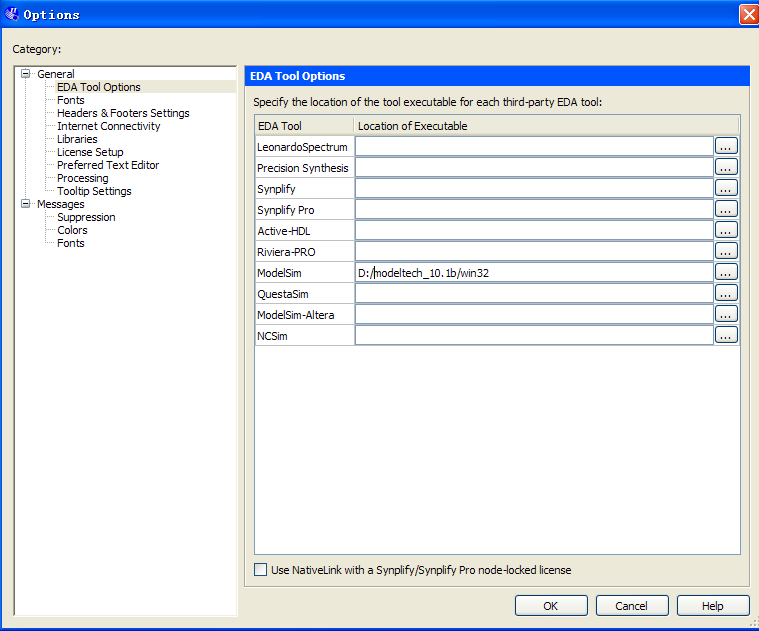 Options
Category:
General
EDA Tool Options
Fonts
Headers & Footers Settings
Internet Connectivity
Libraries
License Setup
Preferred Text Editor
Processing
Tooltip Settings
Messages
Suppression
Colors
Fonts
EDA Tool Options
Specify the location of the tool executable for each third-party EDA tool:
EDA Tool Location of Executable
LeonardoSpectrum ...
Precision Synthesis ...
Synplify ...
Synplify Pro ...
Active-HDL ...
Riviera-PRO ...
ModelSim D:/modeltech_10.1b/win32 ...
QuestaSim ...
ModelSim-Altera ...
NCSim ...
Use NativeLink with a Synplify/Synplify Pro node-locked license
OK Cancel Help